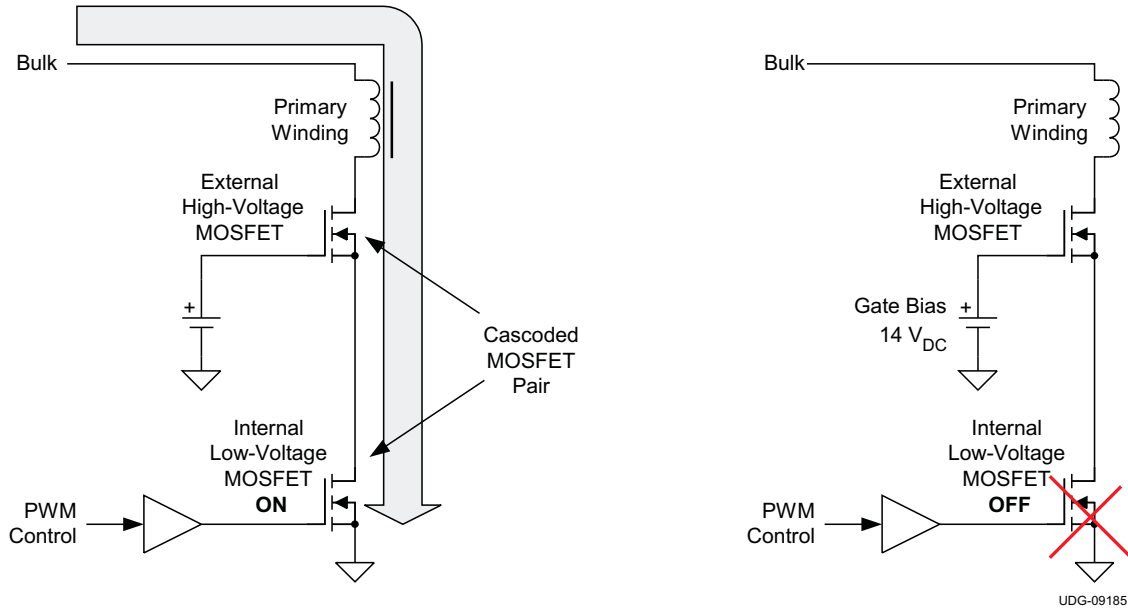 Bulk
Primary
Winding
External
High-Voltage
MOSFET
+
Cascoded
MOSFET
Pair
Internal
Low-Voltage
MOSFET
ON
PWM
Control
Bulk
Primary
Winding
External
High-Voltage
MOSFET
Gate Bias
14 VDC
+
Internal
Low-Voltage
MOSFET
OFF
PWM
Control
UDG-09185